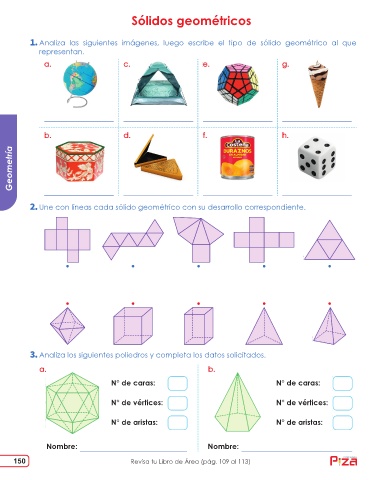 Sólidos geométricos
1. Analiza las siguientes imágenes, luego escribe el tipo de sólido geométrico al que
representan.
a. c. e. g.
b. d. f. h.
La Costeña
DURAZNOS
Geometría
2. Une con líneas cada sólido geométrico con su desarrollo correspondiente.
3. Analiza los siguientes poliedros y completa los datos solicitados.
a. b.
N° de caras: N° de caras:
N° de vértices: N° de vértices:
N° de aristas: N° de aristas:
Nombre: Nombre:
150 Revisa tu Libro de Área (pág. 109 al 113)